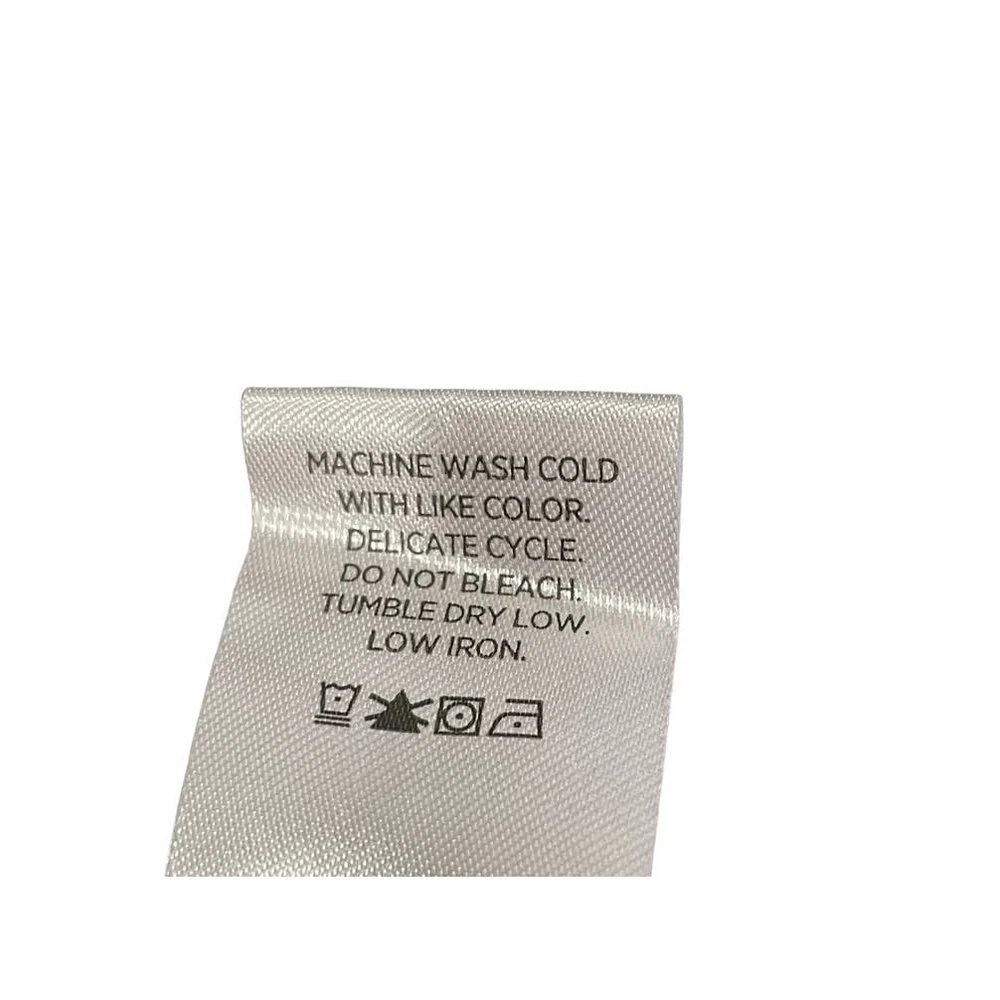 MACHINE WASH COLD
WITH LIKE COLOR.
DELICATE CYCLE.
DO NOT BLEACH.
TUMBLE DRY LOW.
LOW IRON.